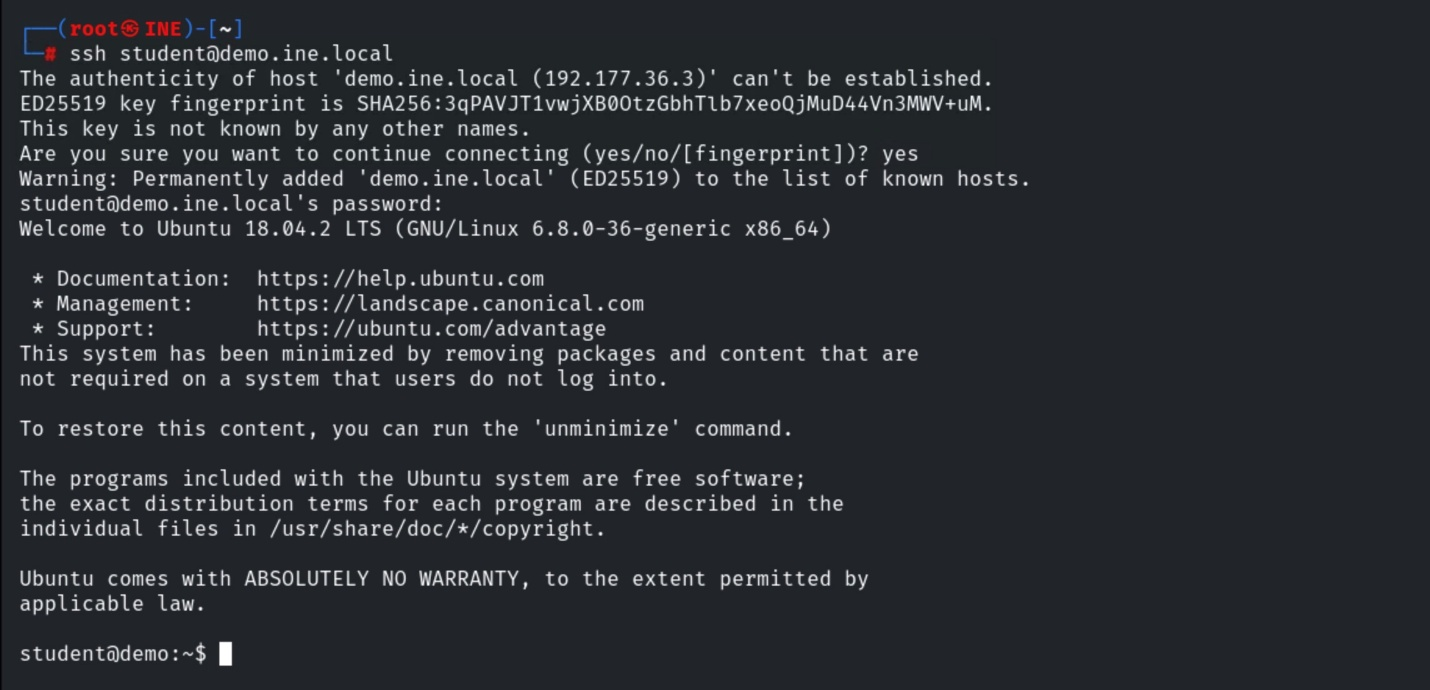 ┌──(root㉿INE)-[~]
└─# ssh student@demo.ine.local
The authenticity of host 'demo.ine.local (192.177.36.3)' can't be established.
ED25519 key fingerprint is SHA256:3qPAVJT1vwjXB0OtzGbhTlb7xeoQjMuD44Vn3MWV+uM.
This key is not known by any other names.
Are you sure you want to continue connecting (yes/no/[fingerprint])? yes
Warning: Permanently added 'demo.ine.local' (ED25519) to the list of known hosts.
student@demo.ine.local's password:
Welcome to Ubuntu 18.04.2 LTS (GNU/Linux 6.8.0-36-generic x86_64)
* Documentation:  https://help.ubuntu.com
* Management:     https://landscape.canonical.com
* Support:        https://ubuntu.com/advantage
This system has been minimized by removing packages and content that are
not required on a system that users do not log into.
To restore this content, you can run the 'unminimize' command.
The programs included with the Ubuntu system are free software;
the exact distribution terms for each program are described in the
individual files in /usr/share/doc/*/copyright.
Ubuntu comes with ABSOLUTELY NO WARRANTY, to the extent permitted by
applicable law.
student@demo:~$